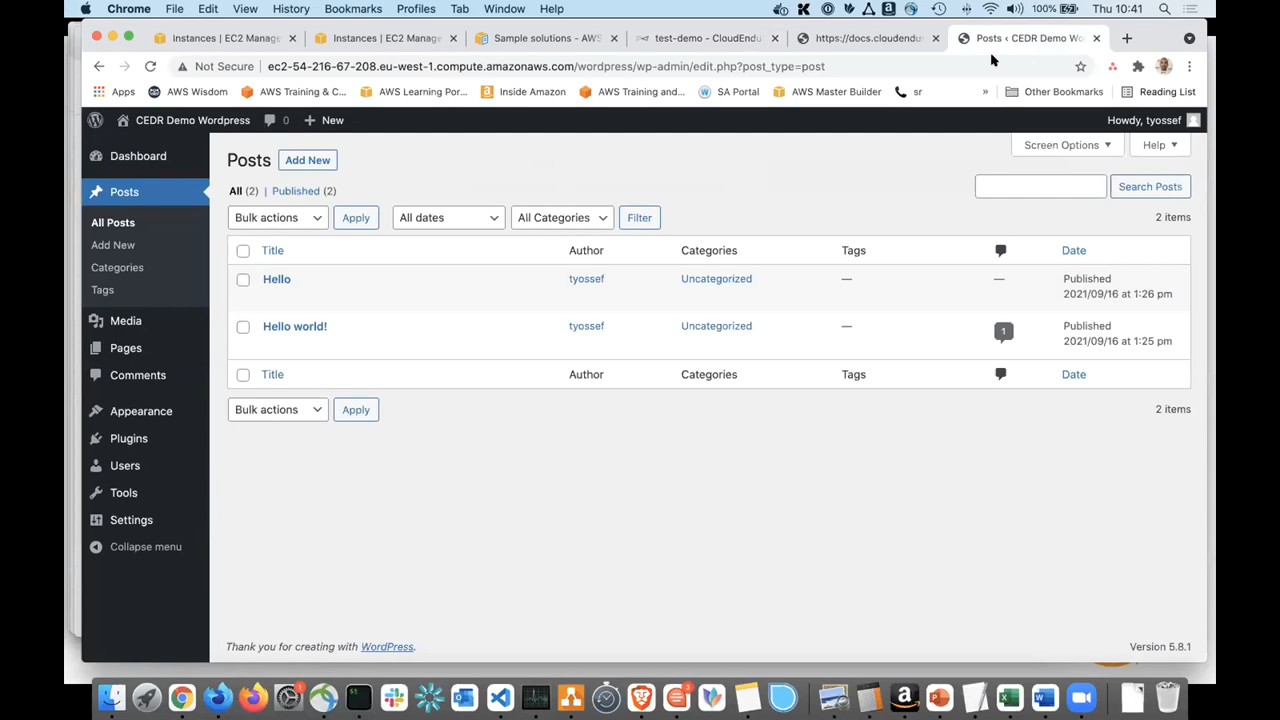 Chrome File Edit View History Bookmarks Profiles Tab Window Help 100% Thu 10:41
Instances | EC2 Manage Instances | EC2 Manage Sample solutions - AWS test-demo - CloudEndu https://docs.cloudendu Posts ‹ CEDR Demo Wo
Not Secure ec2-54-216-67-208.eu-west-1.compute.amazonaws.com/wordpress/wp-admin/edit.php?post_type=post
Apps AWS Wisdom AWS Training & C... AWS Learning Por... Inside Amazon AWS Training and... SA Portal AWS Master Builder sr » Other Bookmarks Reading List
CEDR Demo Wordpress 0 + New Howdy, tyossef
Dashboard
Posts
All Posts
Add New
Categories
Tags
Media
Pages
Comments
Appearance
Plugins
Users
Tools
Settings
Collapse menu
Screen Options Help
Posts Add New
All (2) | Published (2)
Search Posts
Bulk actions Apply All dates All Categories Filter 2 items
Title Author Categories Tags Date
Hello tyossef Uncategorized — — Published
2021/09/16 at 1:26 pm
Hello world! tyossef Uncategorized — 1 Published
2021/09/16 at 1:25 pm
Title Author Categories Tags Date
Bulk actions Apply 2 items
Thank you for creating with WordPress. Version 5.8.1